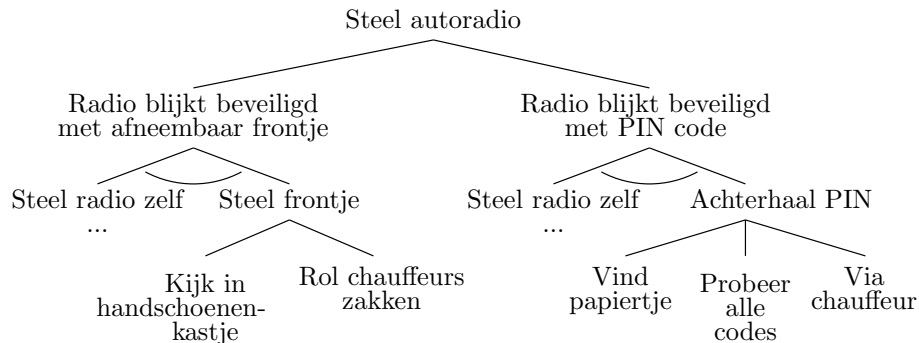 Steel autoradio
Radio blijkt beveiligd
met afneembaar frontje
Radio blijkt beveiligd
met PIN code
Steel radio zelf
...
Steel frontje
Steel radio zelf
...
Achterhaal PIN
Kijk in
handschoenen-
kastje
Rol chauffeurs
zakken
Vind
papiertje
Probeer
alle
codes
Via
chauffeur